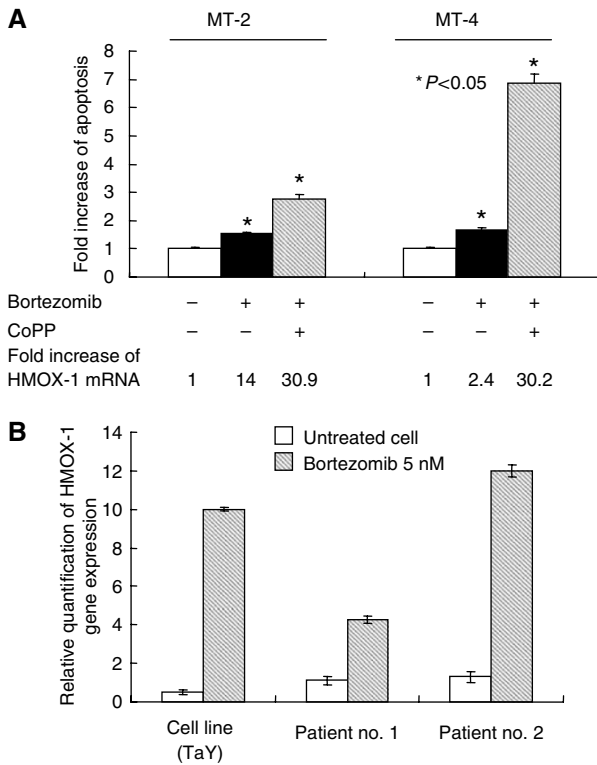 A
MT-2
MT-4
Fold increase of apoptosis
8
7
6
5
4
3
2
1
0
*
*
*
*
*P<0.05
Bortezomib − + + − + +
CoPP − − + − − +
Fold increase of
HMOX-1 mRNA 1 14 30.9 1 2.4 30.2
B
Relative quantification of HMOX-1
gene expression
14
12
10
8
6
4
2
0
Untreated cell
Bortezomib 5 nM
Cell line
(TaY)
Patient no. 1
Patient no. 2